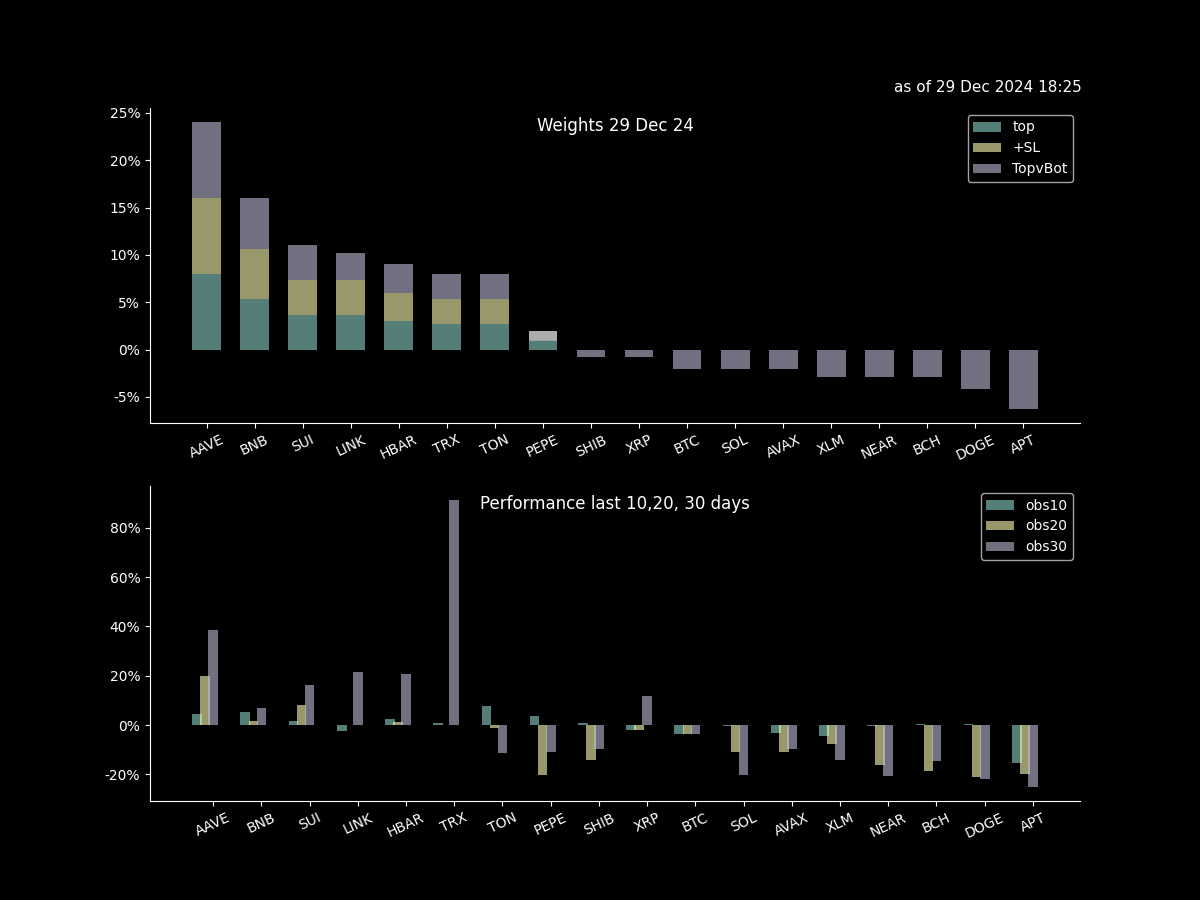 as of 29 Dec 2024 18:25
Weights 29 Dec 24
top
+SL
TopvBot
25%
20%
15%
10%
5%
0%
-5%
AAVE BNB SUI LINK HBAR TRX TON PEPE SHIB XRP BTC SOL AVAX XLM NEAR BCH DOGE APT
Performance last 10,20, 30 days
obs10
obs20
obs30
80%
60%
40%
20%
0%
-20%
AAVE BNB SUI LINK HBAR TRX TON PEPE SHIB XRP BTC SOL AVAX XLM NEAR BCH DOGE APT